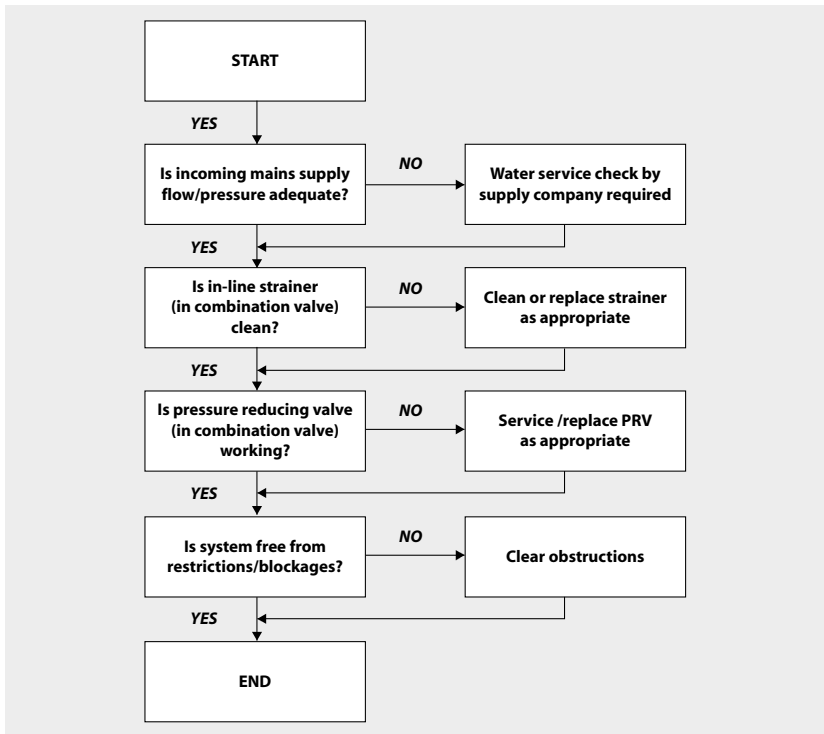 START
YES
Is incoming mains supply
flow/pressure adequate?
NO
Water service check by
supply company required
YES
Is in-line strainer
(in combination valve)
clean?
NO
Clean or replace strainer
as appropriate
YES
Is pressure reducing valve
(in combination valve)
working?
NO
Service /replace PRV
as appropriate
YES
Is system free from
restrictions/blockages?
NO
Clear obstructions
YES
END